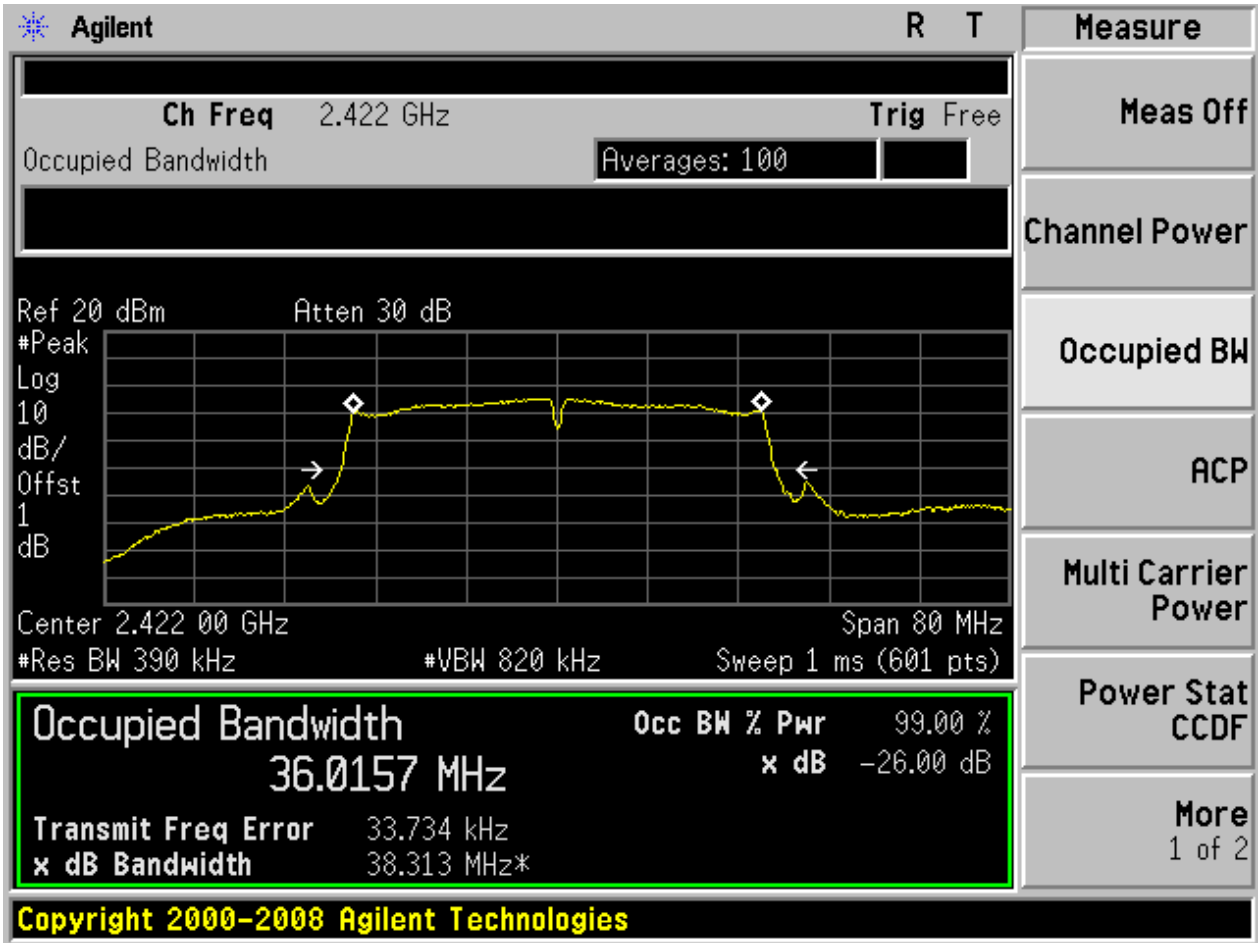 Agilent R T
Ch Freq 2.422 GHz Trig Free
Occupied Bandwidth Averages: 100
Ref 20 dBm Atten 30 dB
#Peak
Log
10
dB/
Offst
1
dB
Center 2.422 00 GHz Span 80 MHz
#Res BW 390 kHz #VBW 820 kHz Sweep 1 ms (601 pts)
Occupied Bandwidth Occ BW % Pwr 99.00 %
36.0157 MHz x dB -26.00 dB
Transmit Freq Error 33.734 kHz
x dB Bandwidth 38.313 MHz*
Copyright 2000-2008 Agilent Technologies
Measure
Meas Off
Channel Power
Occupied BW
ACP
Multi Carrier
Power
Power Stat
CCDF
More
1 of 2